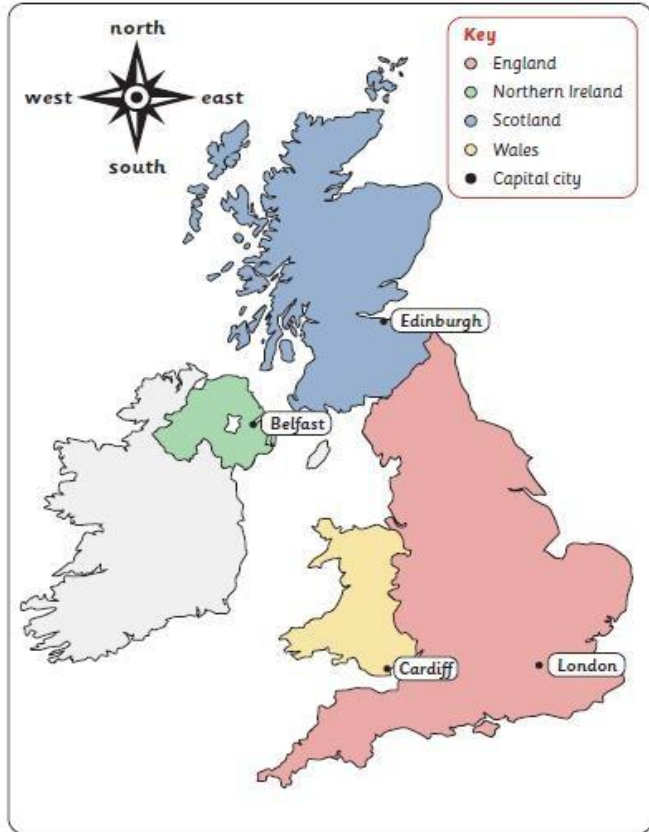 north
west east
south
Key
England
Northern Ireland
Scotland
Wales
Capital city
Edinburgh
Belfast
Cardiff
London